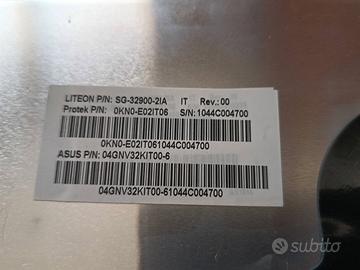 LITEON P/N: SG-32900-2IA IT Rev.: 00
Protek P/N: 0KN0-E02IT06 S/N: 1044C004700
0KN0-E02IT061044C004700
ASUS P/N: 04GNV32KIT00-6
04GNV32KIT00-61044C004700
subito